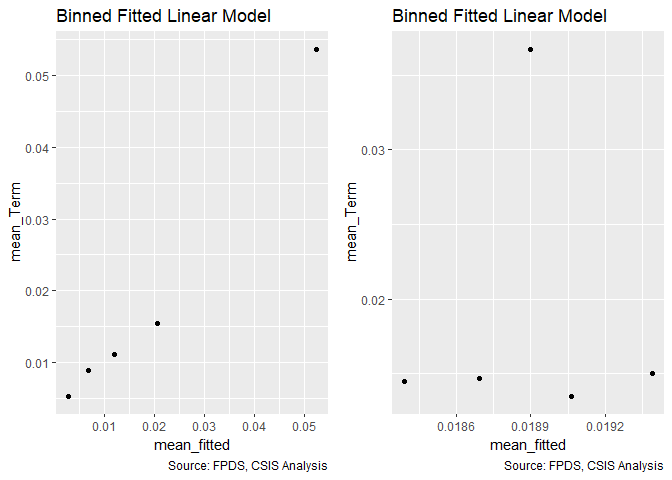 Binned Fitted Linear Model
0.05
0.04
0.03
0.02
0.01
mean_Term
0.01
0.02
0.03
0.04
0.05
mean_fitted
Source: FPDS, CSIS Analysis
Binned Fitted Linear Model
0.03
0.02
mean_Term
0.0186
0.0189
0.0192
mean_fitted
Source: FPDS, CSIS Analysis